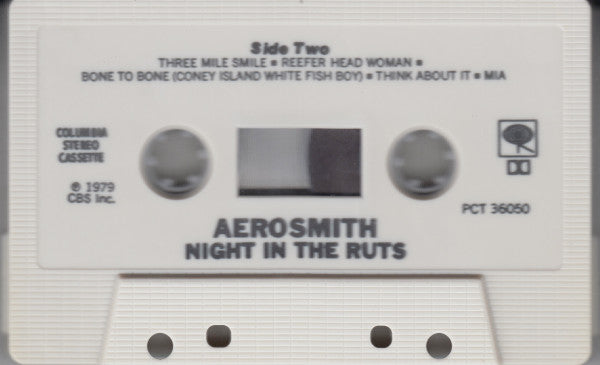 Side Two
THREE MILE SMILE ▪ REEFER HEAD WOMAN ▪
BONE TO BONE (CONEY ISLAND WHITE FISH BOY) ▪ THINK ABOUT IT ▪ MIA
COLUMBIA
STEREO
CASSETTE
℗ 1979
CBS Inc.
PCT 36050
AEROSMITH
NIGHT IN THE RUTS